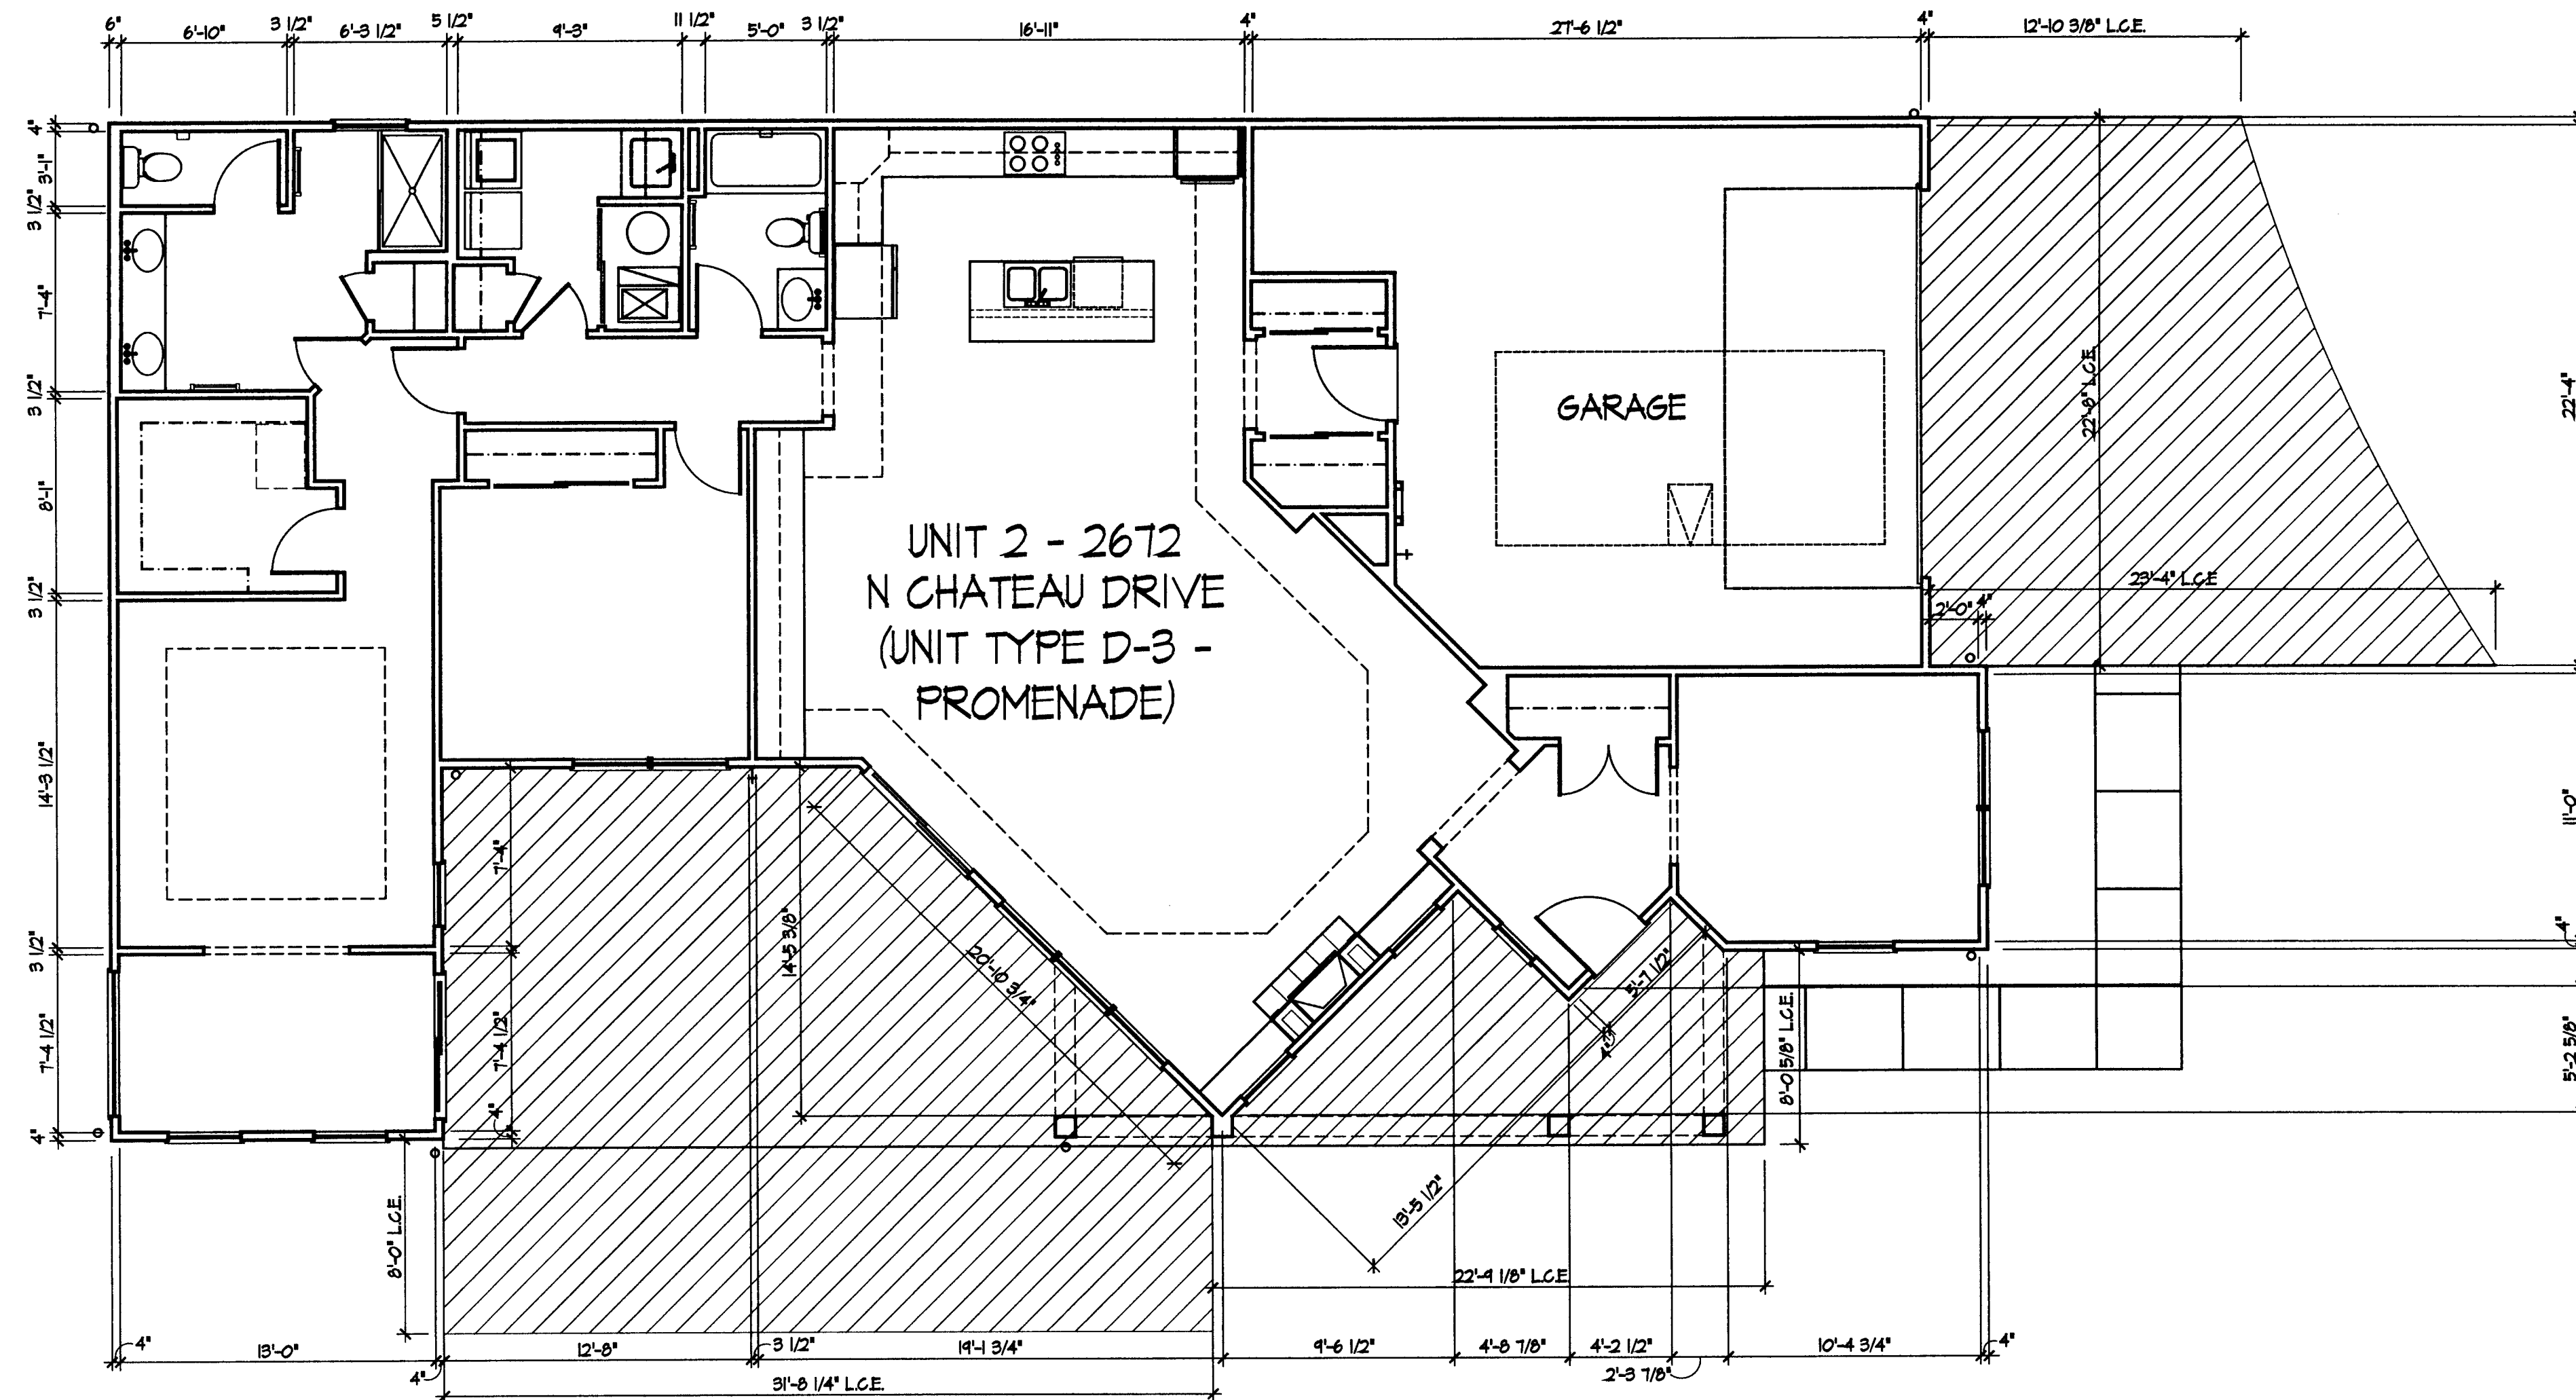 6" 6'-10" 3 1/2" 6'-3 1/2" 5 1/2" 9'-3" 11 1/2" 5'-0" 3 1/2" 16'-11" 4" 27'-6 1/2" 4" 12'-10 3/8" L.C.E.
4"
3'-1"
3 1/2"
7'-4"
3 1/2"
8'-1"
3 1/2"
14'-3 1/2"
3 1/2"
7'-4 1/2"
4"
GARAGE
22'-8" L.C.E.
22'-4"
UNIT 2 - 2672
N CHATEAU DRIVE
(UNIT TYPE D-3 -
PROMENADE)
23'-4" L.C.E
2'-0" 4"
11'-0"
4"
5'-2 5/8"
7'-4"
7'-4 1/2"
4"
14'-5 3/8"
20'-10 3/4"
5'-7 1/2"
4"
8'-0 5/8" L.C.E.
13'-5 1/2"
8'-0" L.C.E.
22'-9 1/8" L.C.E.
4" 13'-0" 4" 12'-8" 3 1/2" 19'-1 3/4" 9'-6 1/2" 4'-8 7/8" 4'-2 1/2" 2'-3 7/8" 10'-4 3/4" 4"
31'-8 1/4" L.C.E.